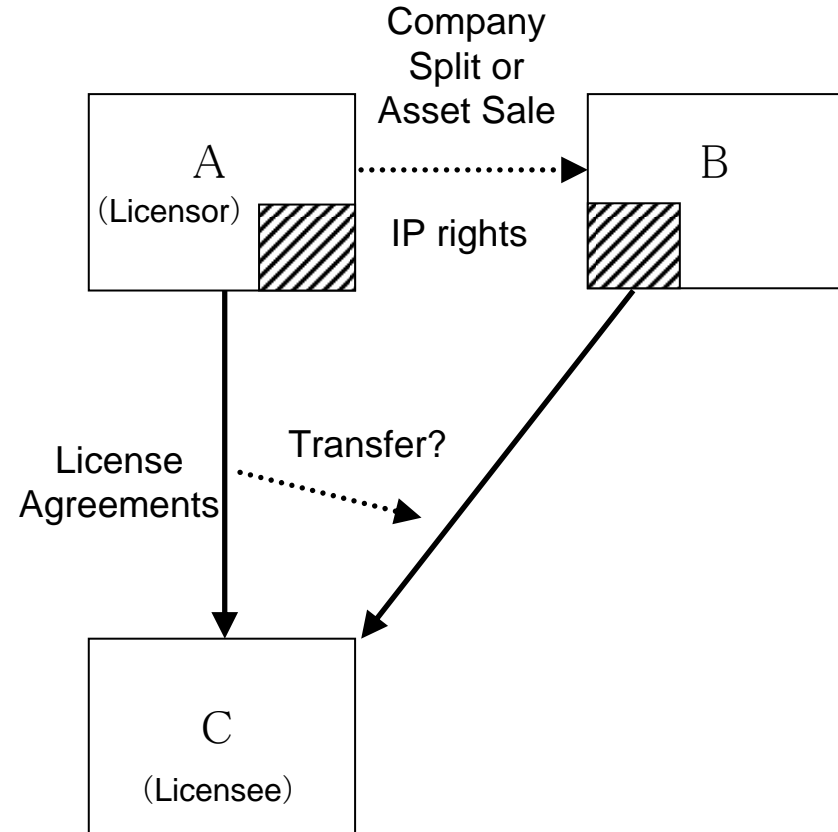 Company
Split or
Asset Sale
A
（Licensor）
B
IP rights
Transfer?
License
Agreements
C
（Licensee）